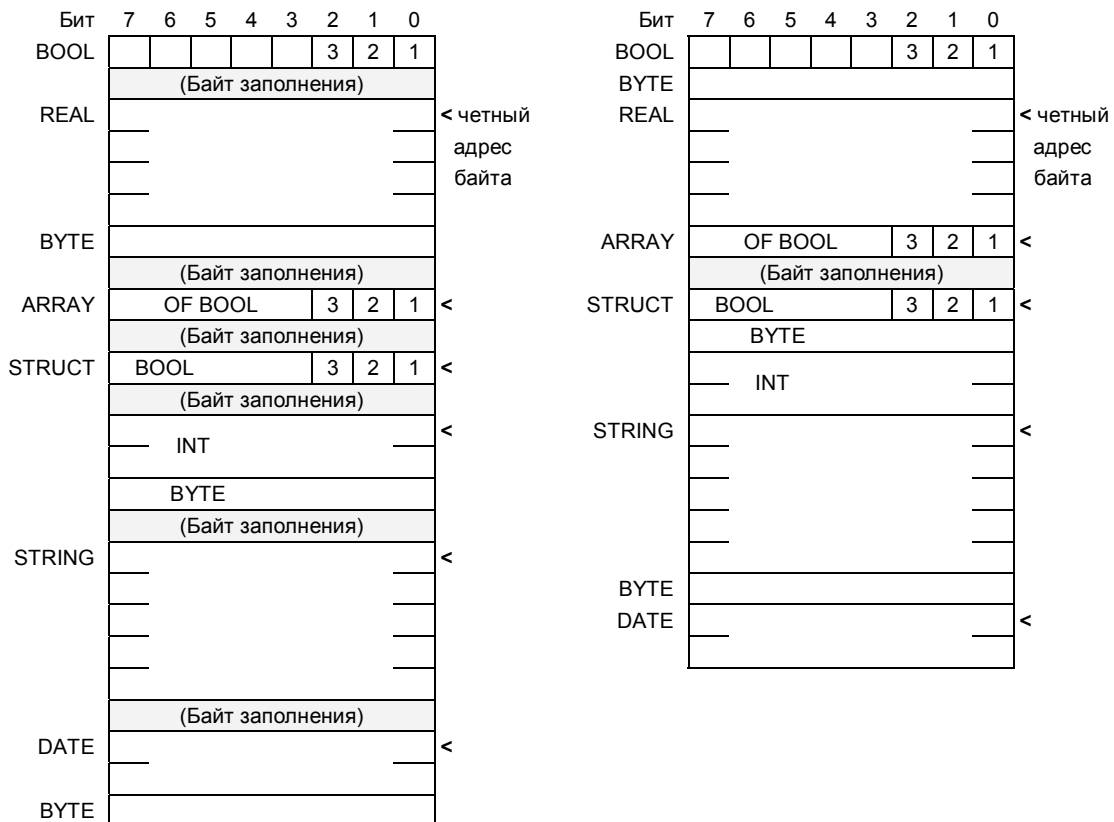 Бит 7 6 5 4 3 2 1 0
BOOL 3 2 1
(Байт заполнения)
REAL < четный
адрес
байта
BYTE
(Байт заполнения)
ARRAY OF BOOL 3 2 1 <
(Байт заполнения)
STRUCT BOOL 3 2 1 <
(Байт заполнения)
<
INT
BYTE
(Байт заполнения)
STRING <
(Байт заполнения)
DATE <
BYTE
Бит 7 6 5 4 3 2 1 0
BOOL 3 2 1
BYTE
REAL < четный
адрес
байта
ARRAY OF BOOL 3 2 1 <
(Байт заполнения)
STRUCT BOOL 3 2 1 <
BYTE
INT
STRING <
BYTE
DATE <